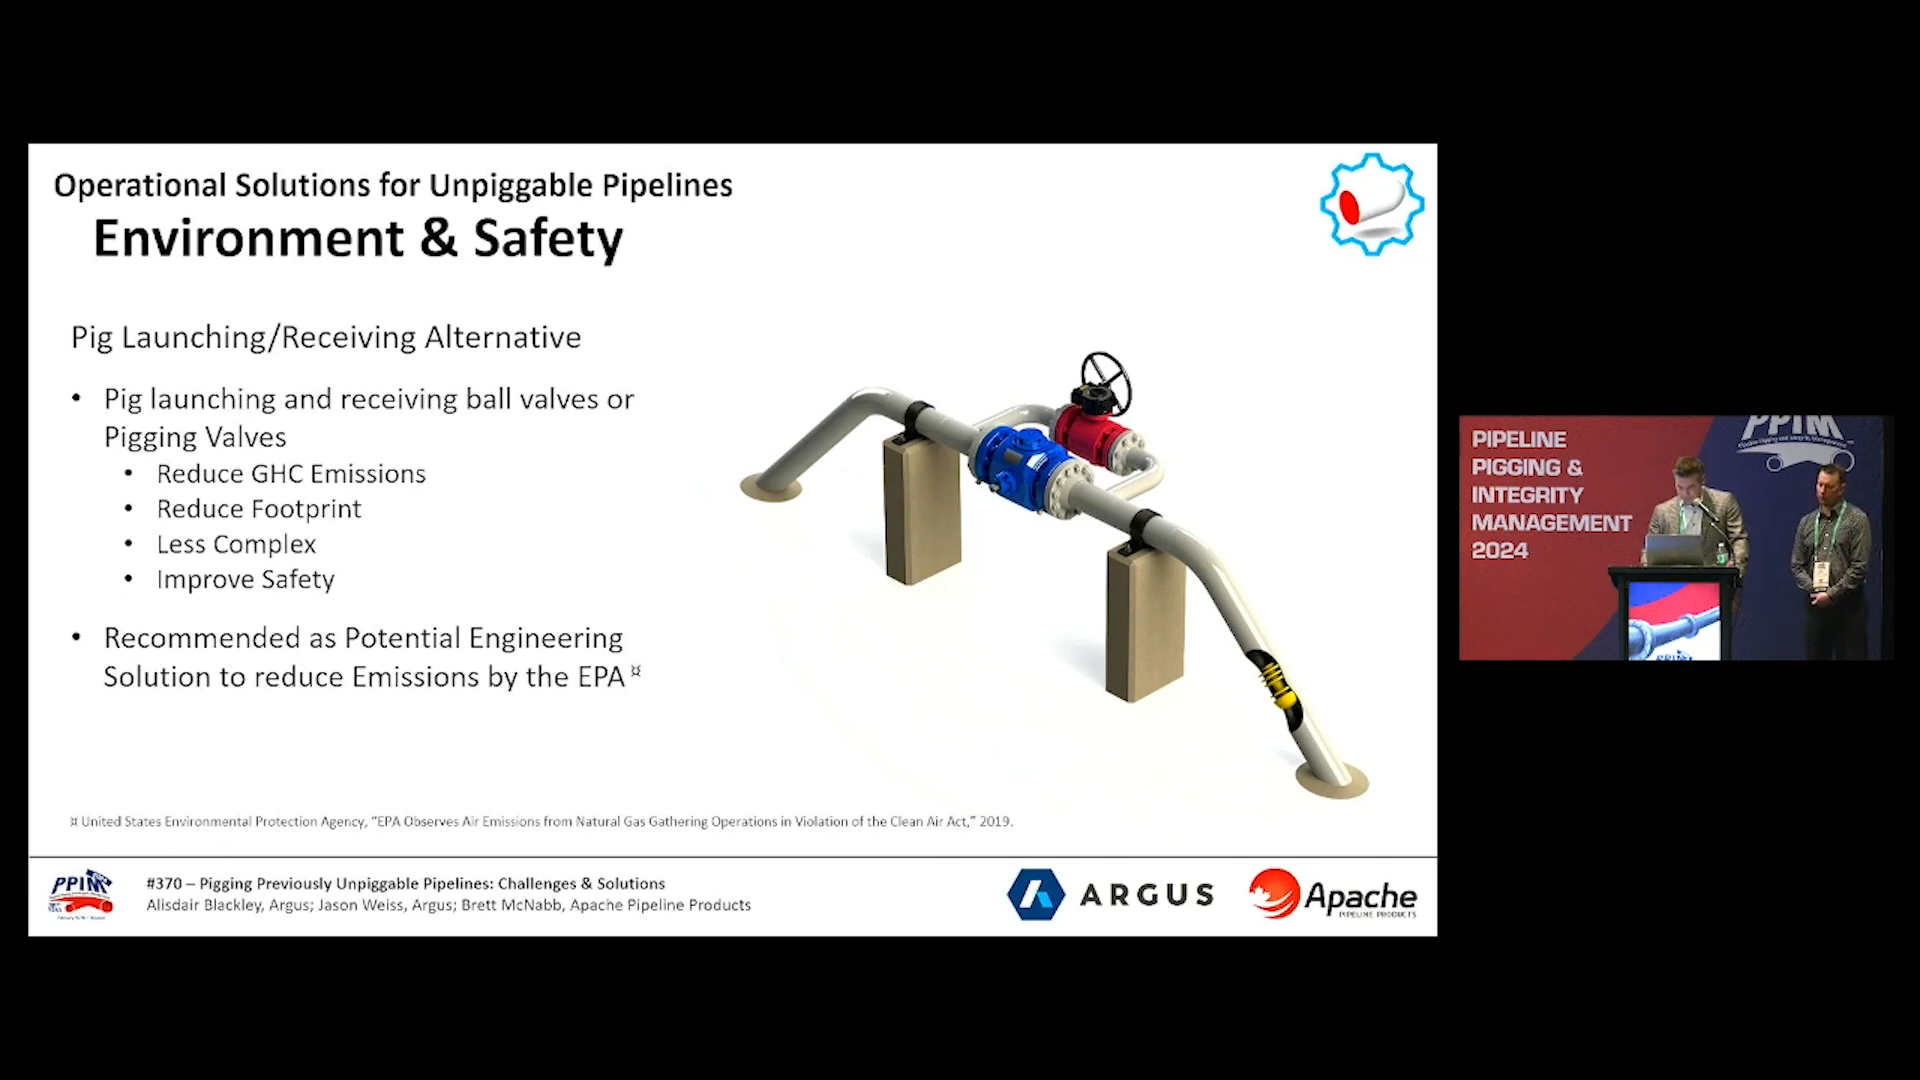 Operational Solutions for Unpiggable Pipelines
Environment & Safety
Pig Launching/Receiving Alternative
• Pig launching and receiving ball valves or
Pigging Valves
• Reduce GHC Emissions
• Reduce Footprint
• Less Complex
• Improve Safety
• Recommended as Potential Engineering
Solution to reduce Emissions by the EPA ¤
¤ United States Environmental Protection Agency, “EPA Observes Air Emissions from Natural Gas Gathering Operations in Violation of the Clean Air Act,” 2019.
PPIM
#370 – Pigging Previously Unpiggable Pipelines: Challenges & Solutions
Alisdair Blackley, Argus; Jason Weiss, Argus; Brett McNabb, Apache Pipeline Products
ARGUS
Apache
PIPELINE PRODUCTS
PIPELINE
PIGGING &
INTEGRITY
MANAGEMENT
2024
PPIM
PPIM